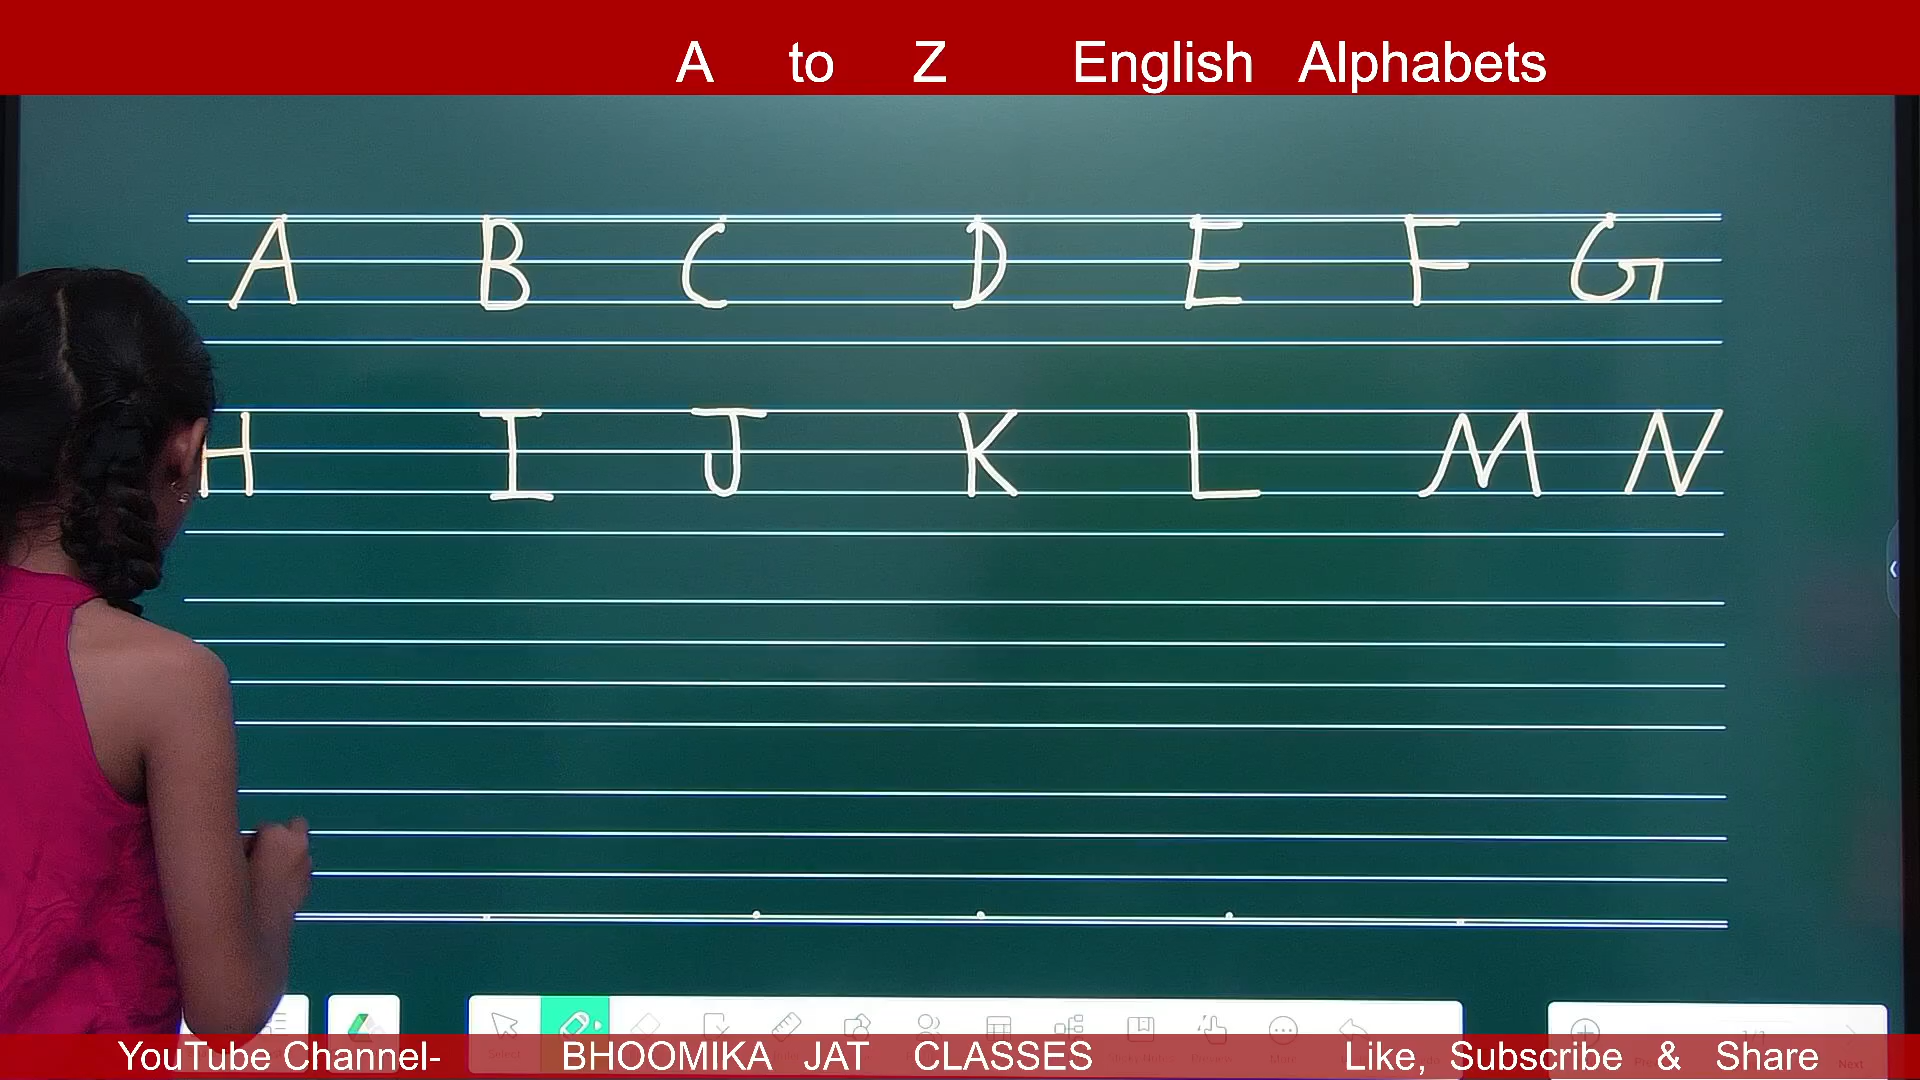 A to Z English Alphabets
A B C D E F G
H I J K L M N
YouTube Channel- BHOOMIKA JAT CLASSES Like, Subscribe & Share